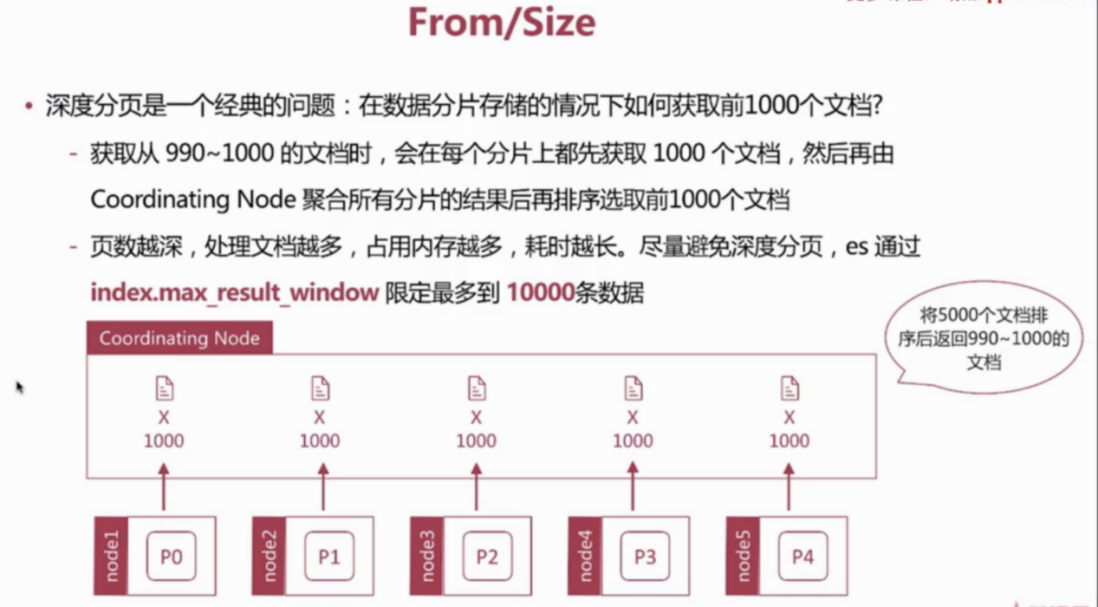 From/Size
• 深度分页是一个经典的问题：在数据分片存储的情况下如何获取前1000个文档?
- 获取从 990~1000 的文档时，会在每个分片上都先获取 1000 个文档，然后再由
Coordinating Node 聚合所有分片的结果后再排序选取前1000个文档
- 页数越深，处理文档越多，占用内存越多，耗时越长。尽量避免深度分页，es 通过
index.max_result_window 限定最多到 10000条数据
将5000个文档排
序后返回990~1000的
文档
Coordinating Node
X X X X X
1000 1000 1000 1000 1000
node1 P0 node2 P1 node3 P2 node4 P3 node5 P4